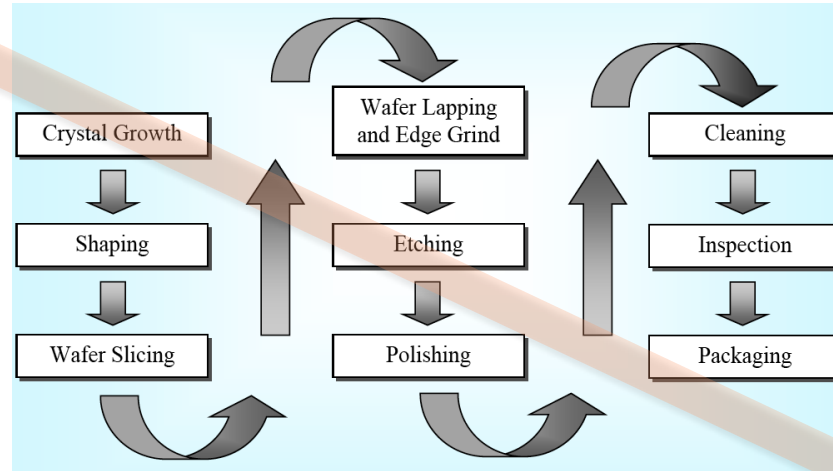 Crystal Growth
Shaping
Wafer Slicing
Wafer Lapping
and Edge Grind
Etching
Polishing
Cleaning
Inspection
Packaging